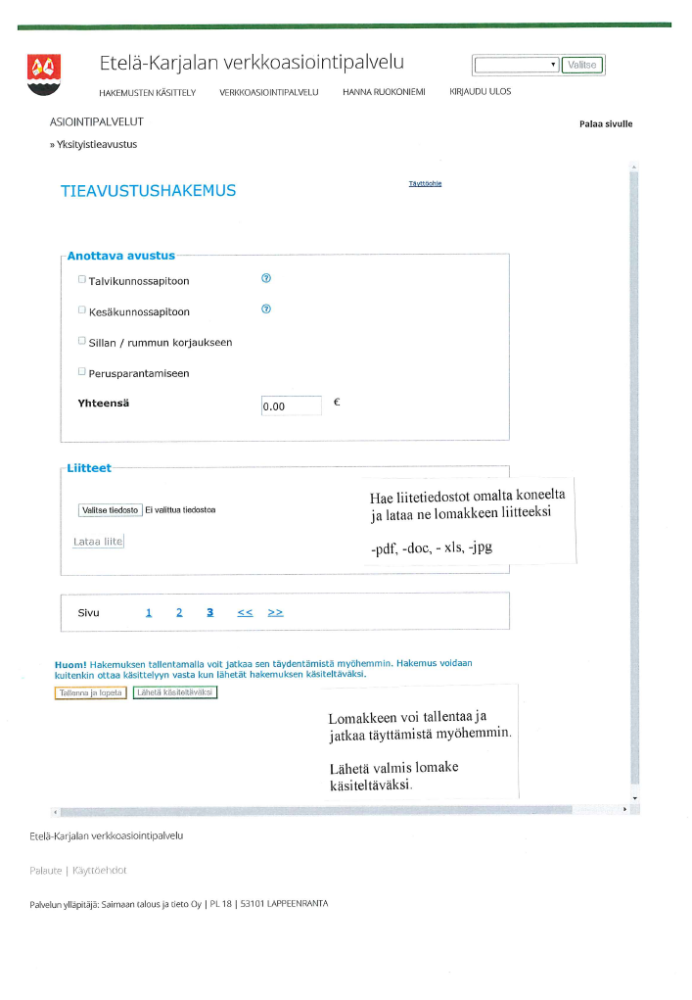 Etelä-Karjalan verkkoasiointipalvelu
Valitse
HAKEMUSTEN KÄSITTELY VERKKOASIOINTIPALVELU HANNA RUOKONIEMI KIRJAUDU ULOS
ASIOINTIPALVELUT
Palaa sivulle
» Yksityistieavustus
TIEAVUSTUSHAKEMUS
Täyttöohje
Anottava avustus
Talvikunnossapitoon
Kesäkunnossapitoon
Sillan / rummun korjaukseen
Perusparantamiseen
Yhteensä 0.00 €
Liitteet
Valitse tiedosto Ei valittua tiedostoa
Lataa liite
Hae liitetiedostot omalta koneelta
ja lataa ne lomakkeen liitteeksi
-pdf, -doc, - xls, -jpg
Sivu 1 2 3 << >>
Huom! Hakemuksen tallentamalla voit jatkaa sen täydentämistä myöhemmin. Hakemus voidaan
kuitenkin ottaa käsittelyyn vasta kun lähetät hakemuksen käsiteltäväksi.
Tallenna ja lopeta Lähetä käsiteltäväksi
Lomakkeen voi tallentaa ja
jatkaa täyttämistä myöhemmin.
Lähetä valmis lomake
käsiteltäväksi.
Etelä-Karjalan verkkoasiointipalvelu
Palaute | Käyttöehdot
Palvelun ylläpitäjä: Saimaan talous ja tieto Oy | PL 18 | 53101 LAPPEENRANTA